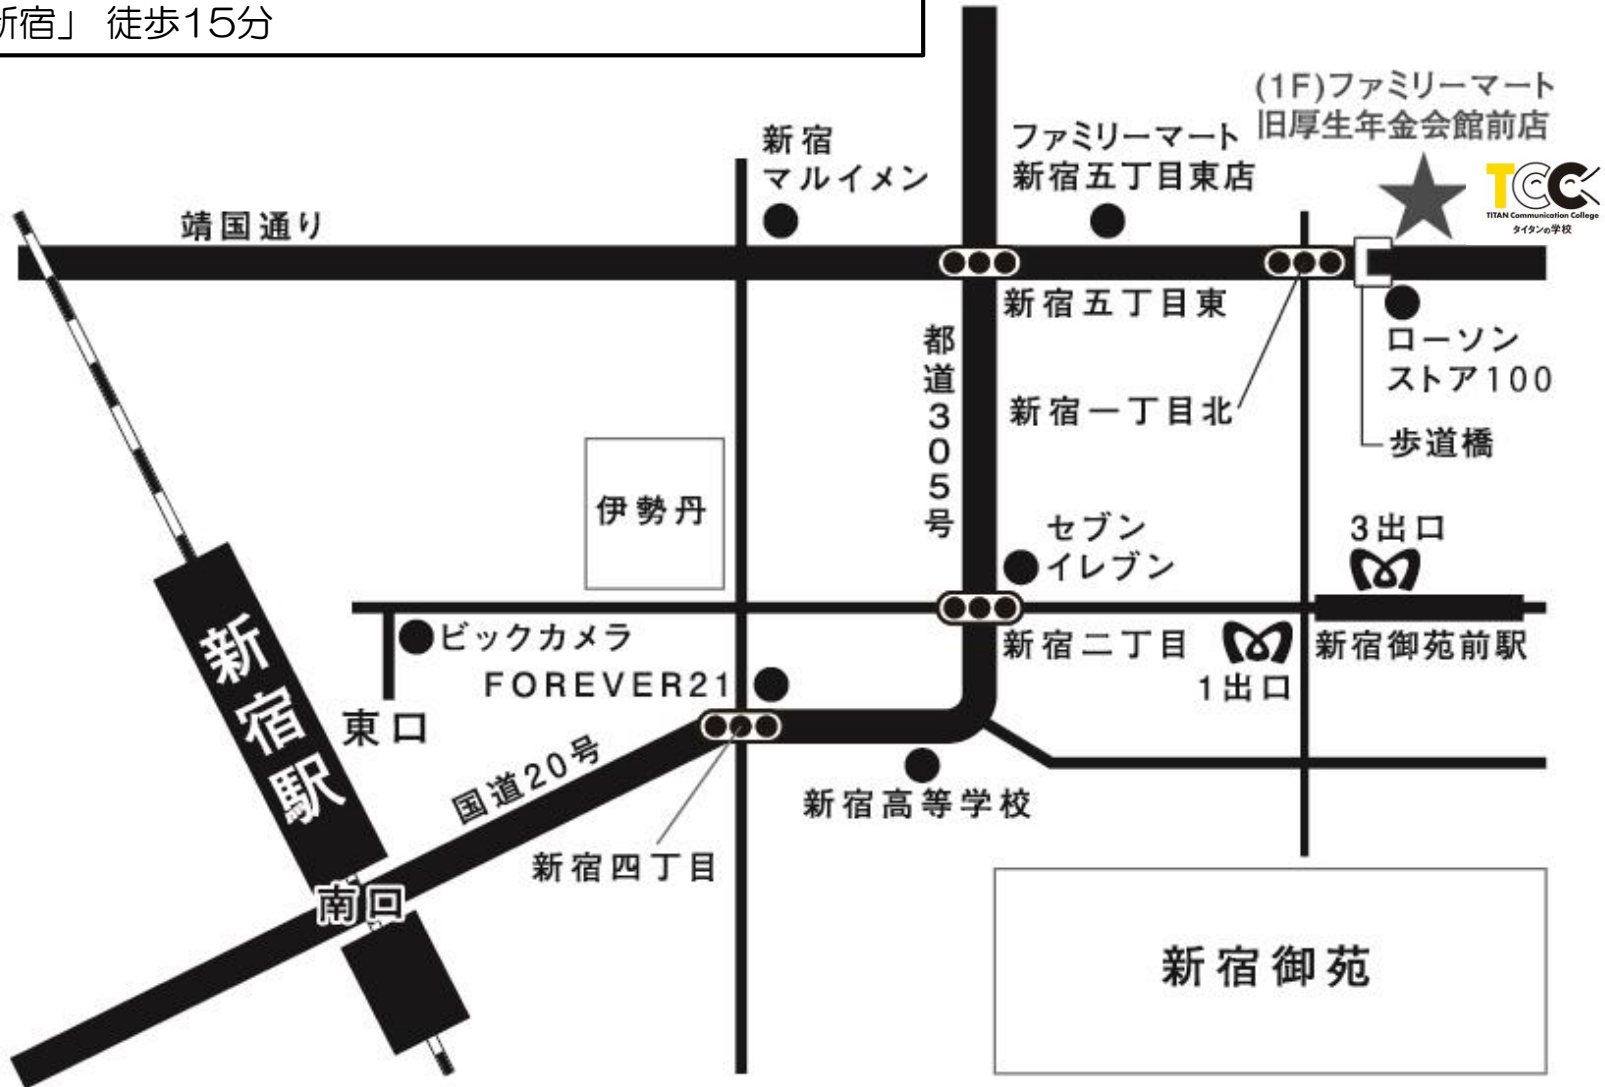 新宿」 徒歩15分
(1F)ファミリーマート
旧厚生年金会館前店
新宿
マルイメン
ファミリーマート
新宿五丁目東店
TCC
TITAN Communication College
タイタンの学校
靖国通り
新宿五丁目東
都道305号
ローソン
ストア100
新宿一丁目北
歩道橋
伊勢丹
セブン
イレブン
3出口
ビックカメラ
新宿二丁目
新宿御苑前駅
1出口
FOREVER21
東口
新宿駅
国道20号
新宿高等学校
新宿四丁目
南口
新宿御苑